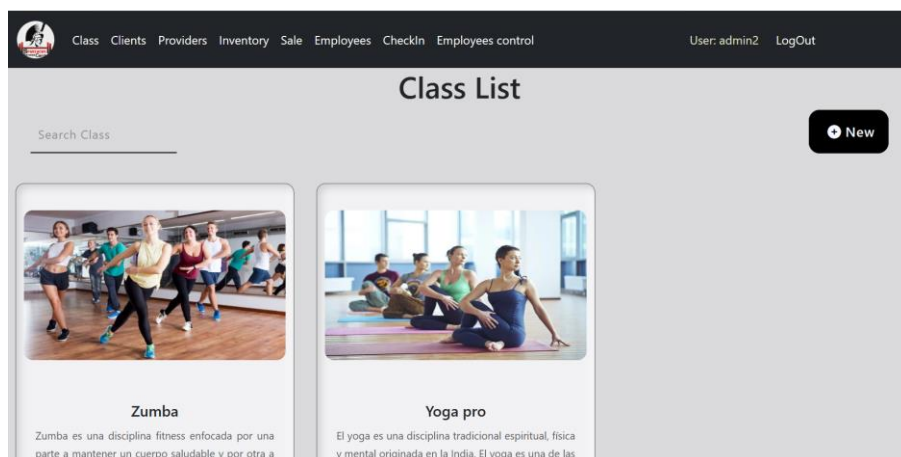 Class Clients Providers Inventory Sale Employees CheckIn Employees control User: admin2 LogOut
Class List
Search Class
New
Zumba
Zumba es una disciplina fitness enfocada por una
parte a mantener un cuerpo saludable y por otra a
Yoga pro
El yoga es una disciplina tradicional espiritual, física
y mental originada en la India. El yoga es una de las